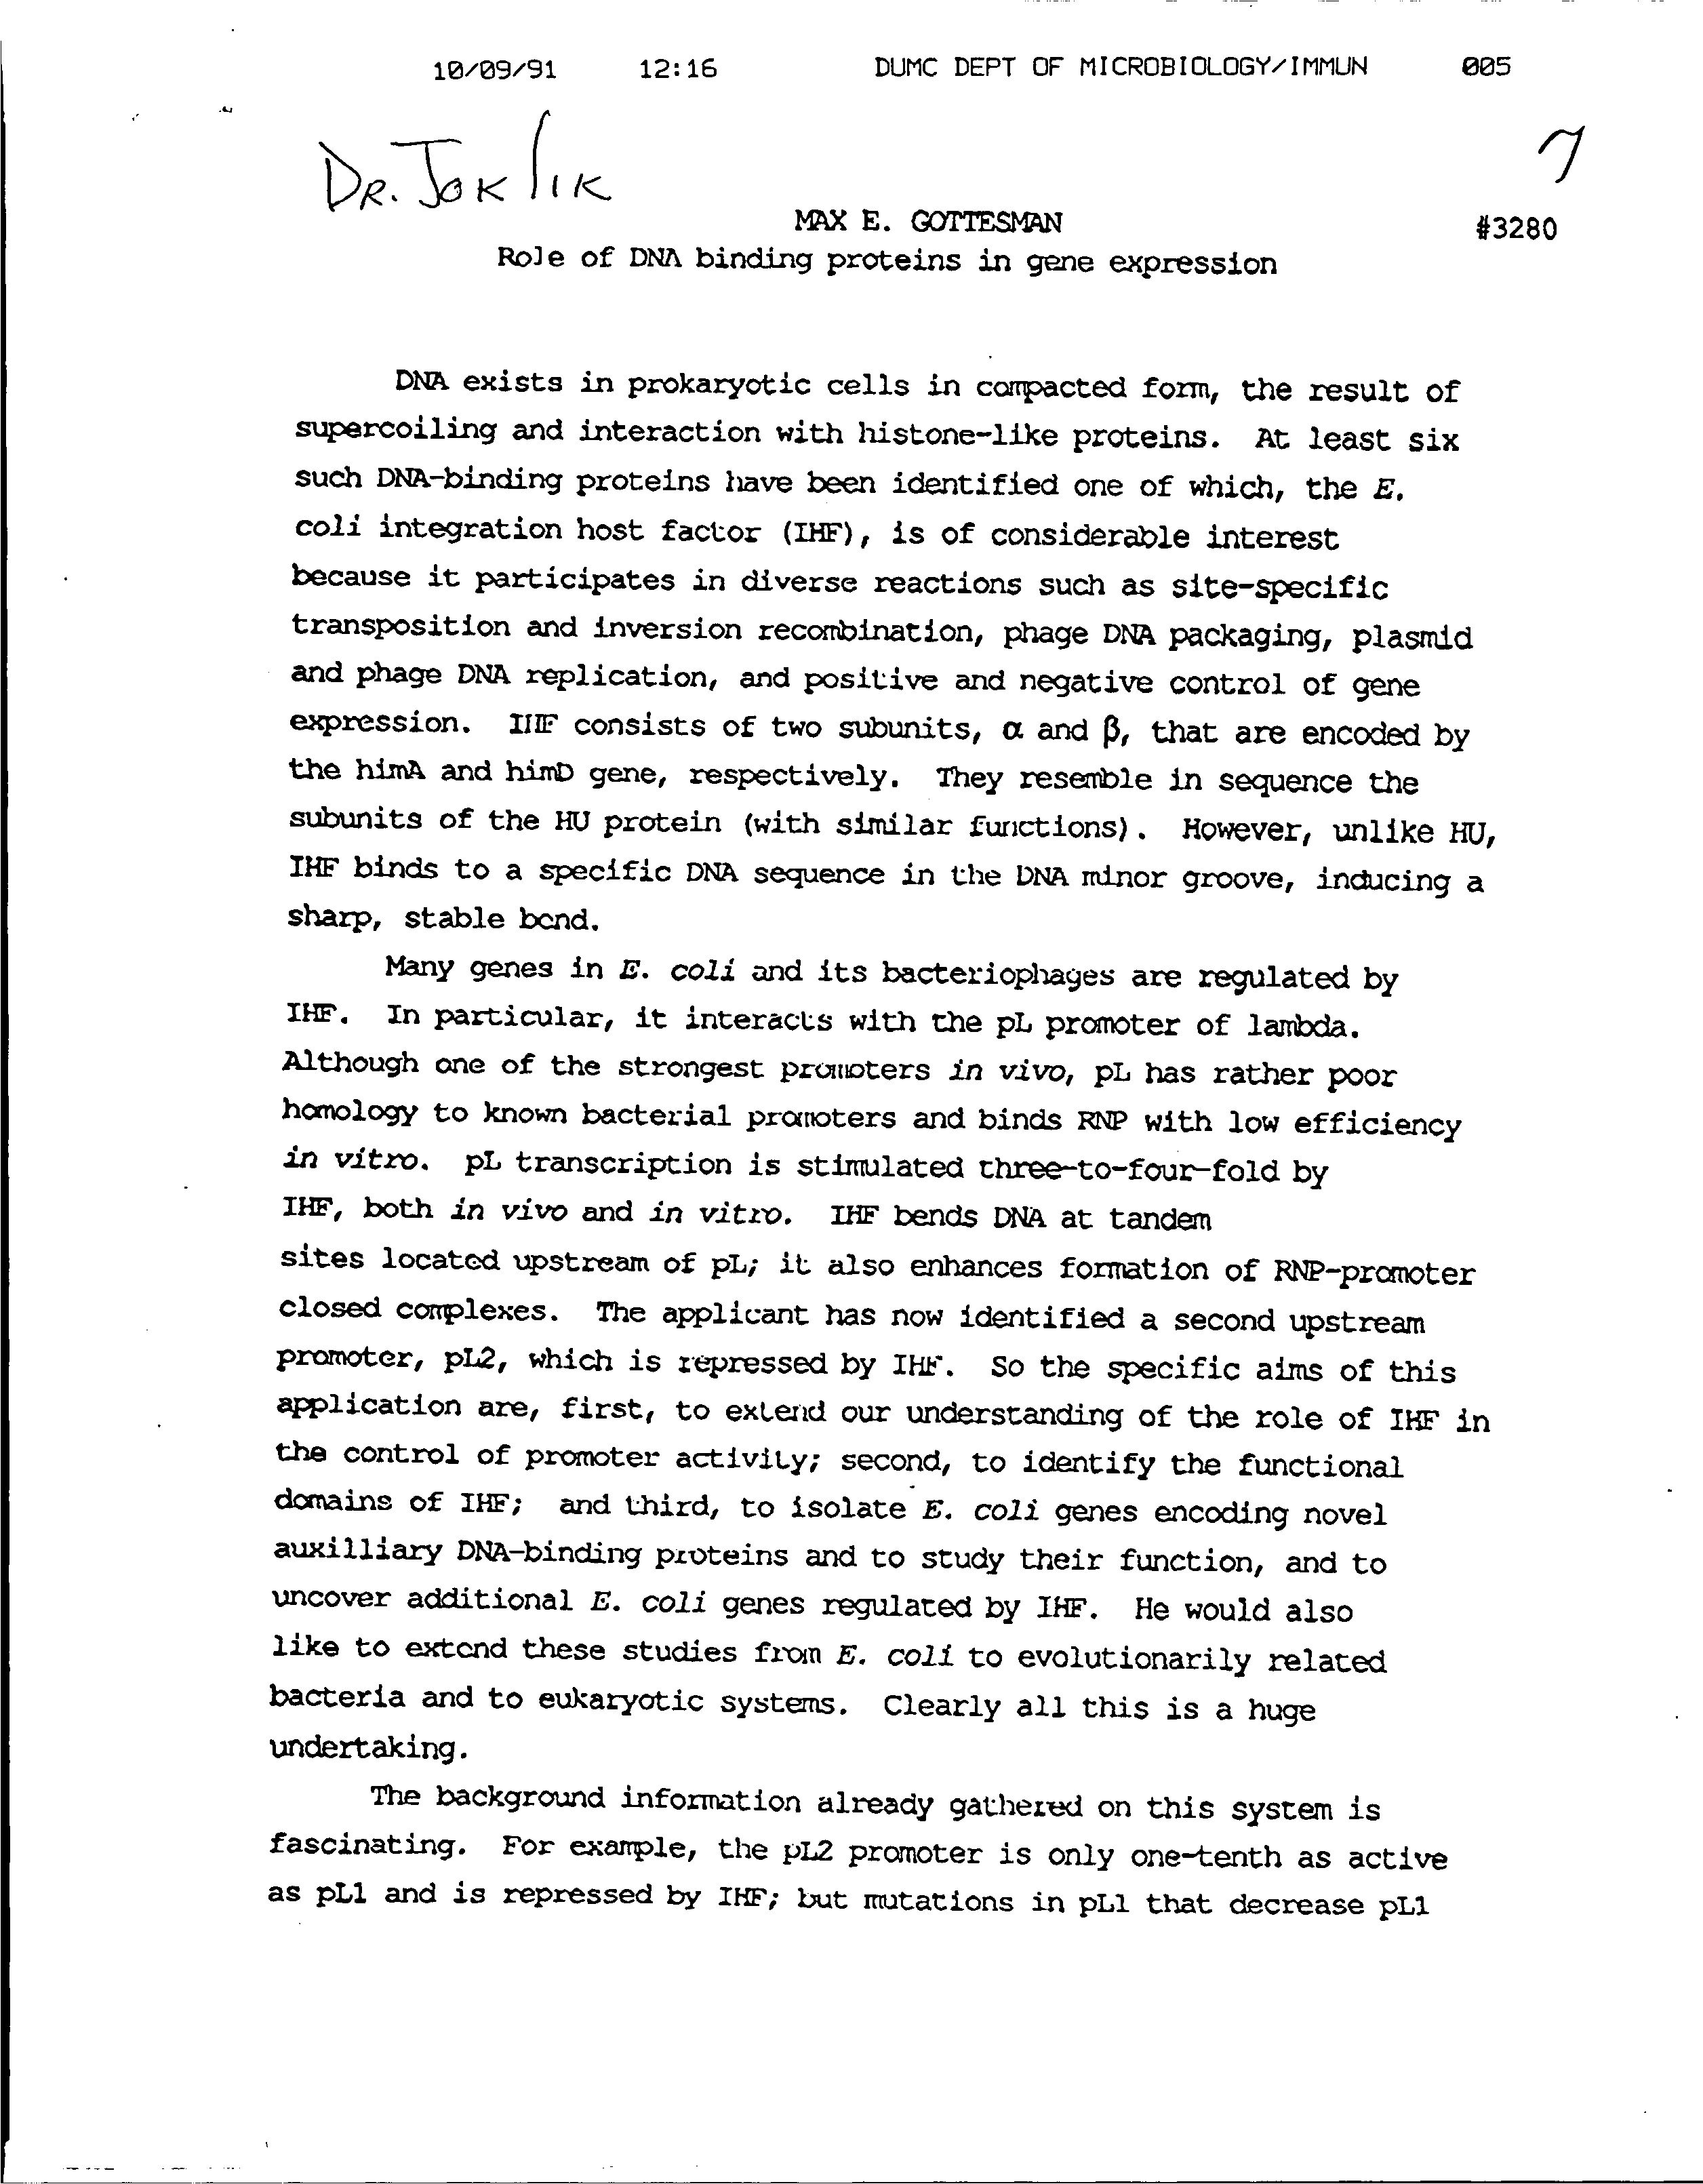 10/09/91 12:16 DUMC DEPT OF MICROBIOLOGY/IMMUN 005
DR. JOKLIK
7
MAX E. GOTTESMAN #3280
Role of DNA binding proteins in gene expression
DNA exists in prokaryotic cells in compacted form, the result of
supercoiling and interaction with histone-like proteins. At least six
such DNA-binding proteins have been identified one of which, the E.
coli integration host factor (IHF), is of considerable interest
because it participates in diverse reactions such as site-specific
transposition and inversion recombination, phage DNA packaging, plasmid
and phage DNA replication, and positive and negative control of gene
expression. IHF consists of two subunits, α and β, that are encoded by
the himA and himD gene, respectively. They resemble in sequence the
subunits of the HU protein (with similar functions). However, unlike HU,
IHF binds to a specific DNA sequence in the DNA minor groove, inducing a
sharp, stable bend.
Many genes in E. coli and its bacteriophages are regulated by
IHF. In particular, it interacts with the pL promoter of lambda.
Although one of the strongest promoters in vivo, pL has rather poor
homology to known bacterial promoters and binds RNP with low efficiency
in vitro. pL transcription is stimulated three-to-four-fold by
IHF, both in vivo and in vitro. IHF bends DNA at tandem
sites located upstream of pL; it also enhances formation of RNP-promoter
closed complexes. The applicant has now identified a second upstream
promoter, pL2, which is repressed by IHF. So the specific aims of this
application are, first, to extend our understanding of the role of IHF in
the control of promoter activity; second, to identify the functional
domains of IHF; and third, to isolate E. coli genes encoding novel
auxilliary DNA-binding proteins and to study their function, and to
uncover additional E. coli genes regulated by IHF. He would also
like to extend these studies from E. coli to evolutionarily related
bacteria and to eukaryotic systems. Clearly all this is a huge
undertaking.
The background information already gathered on this system is
fascinating. For example, the pL2 promoter is only one-tenth as active
as pL1 and is repressed by IHF; but mutations in pL1 that decrease pL1